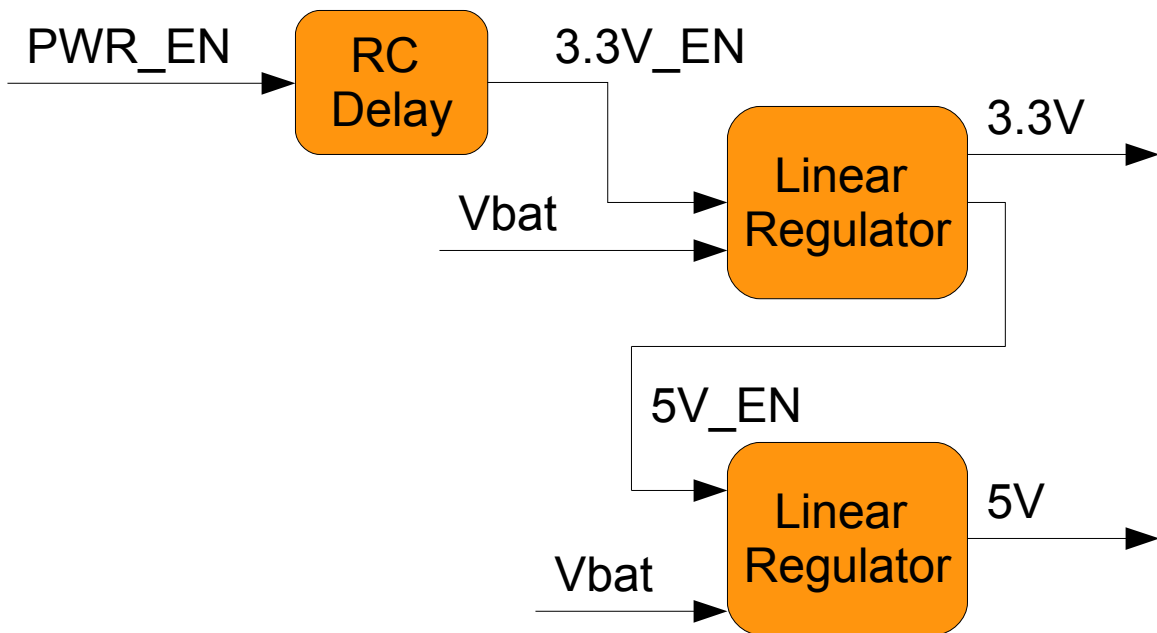 PWR_EN
RC
Delay
3.3V_EN
Vbat
Linear
Regulator
3.3V
5V_EN
Vbat
Linear
Regulator
5V